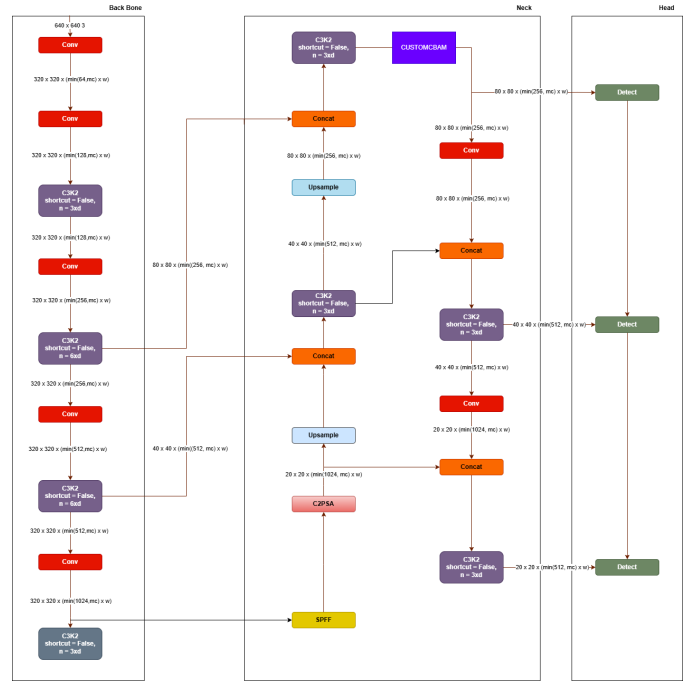 Back Bone
640 x 640 3
Conv
320 x 320 x (min(64,mc) x w)
Conv
320 x 320 x (min(128,mc) x w)
C3K2
shortcut = False,
n = 3xd
320 x 320 x (min(128,mc) x w)
Conv
320 x 320 x (min(256,mc) x w)
C3K2
shortcut = False,
n = 6xd
320 x 320 x (min(256,mc) x w)
Conv
320 x 320 x (min(512,mc) x w)
C3K2
shortcut = False,
n = 6xd
320 x 320 x (min(512,mc) x w)
Conv
320 x 320 x (min(1024,mc) x w)
C3K2
shortcut = False,
n = 3xd
80 x 80 x (min(256, mc) x w)
40 x 40 x (min(512, mc) x w)
Neck
C3K2
shortcut = False,
n = 3xd
CUSTOMCBAM
Concat
80 x 80 x (min(256, mc) x w)
Upsample
40 x 40 x (min(512, mc) x w)
C3K2
shortcut = False,
n = 3xd
Concat
Upsample
20 x 20 x (min(1024, mc) x w)
C2PSA
SPFF
80 x 80 x (min(256, mc) x w)
Conv
80 x 80 x (min(256, mc) x w)
Concat
C3K2
shortcut = False,
n = 3xd
40 x 40 x (min(512, mc) x w)
Conv
20 x 20 x (min(1024, mc) x w)
Concat
C3K2
shortcut = False,
n = 3xd
Head
80 x 80 x (min(256, mc) x w)
Detect
40 x 40 x (min(512, mc) x w)
Detect
20 x 20 x (min(512, mc) x w)
Detect